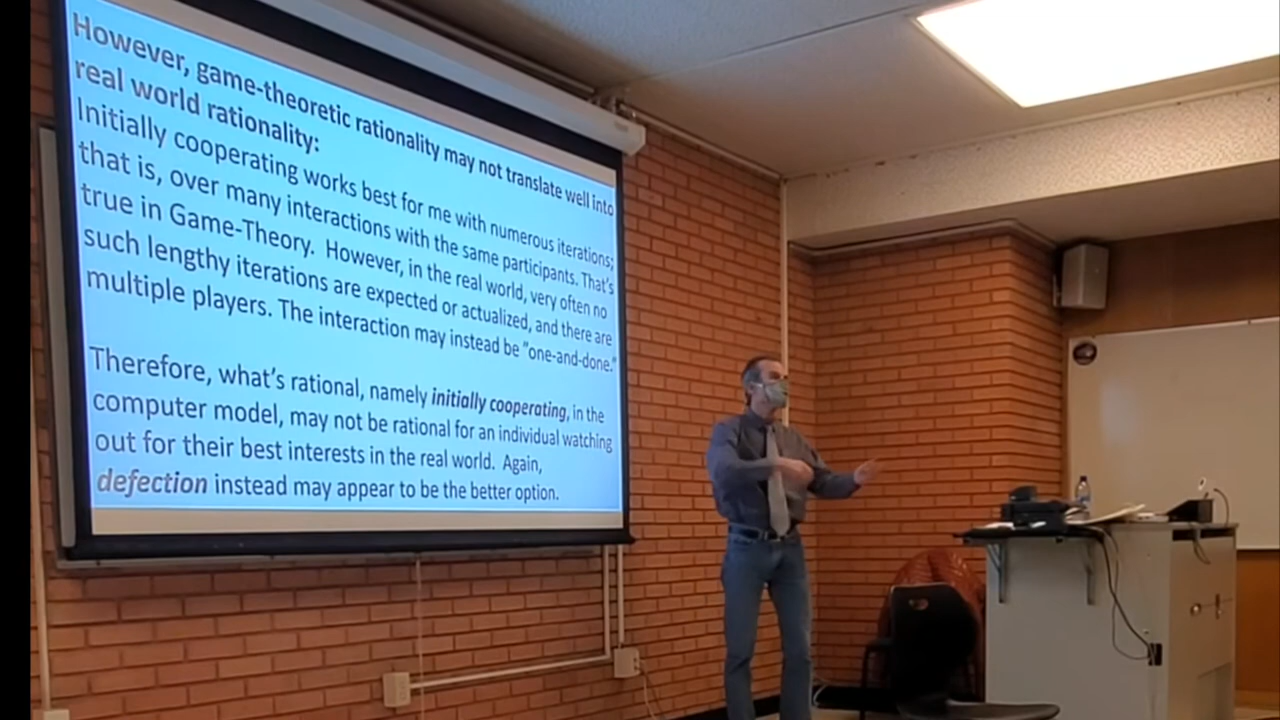 However, game-theoretic rationality may not translate well into
real world rationality:
Initially cooperating works best for me with numerous iterations;
that is, over many interactions with the same participants. That's
true in Game-Theory. However, in the real world, very often no
such lengthy iterations are expected or actualized, and there are
multiple players. The interaction may instead be "one-and-done."
Therefore, what's rational, namely initially cooperating, in the
computer model, may not be rational for an individual watching
out for their best interests in the real world. Again,
defection instead may appear to be the better option.